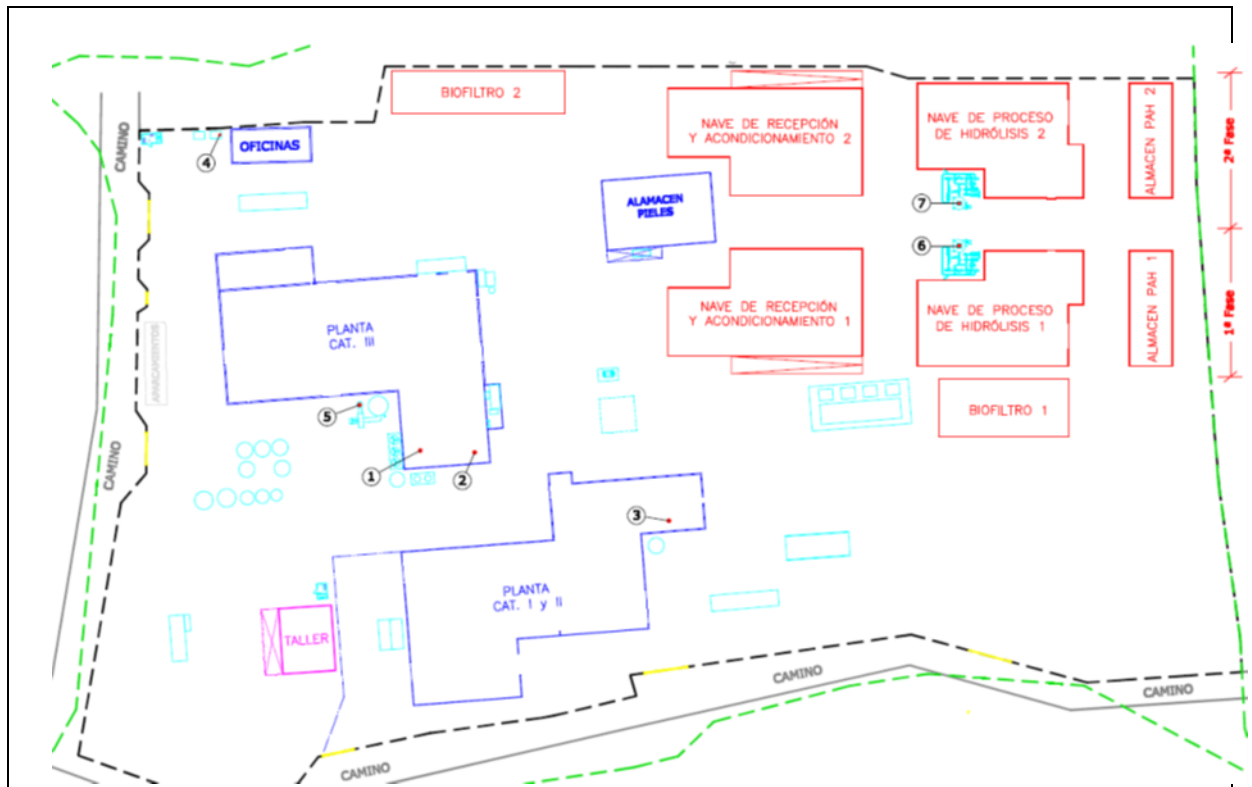 BIOFILTRO 2
CAMINO
4
OFICINAS
NAVE DE RECEPCIÓN
Y ACONDICIONAMIENTO 2
NAVE DE PROCESO
DE HIDRÓLISIS 2
ALMACEN PAH 2
2ª Fase
ALAMACEN
PIELES
7
6
PLANTA
CAT. III
NAVE DE RECEPCIÓN
Y ACONDICIONAMIENTO 1
NAVE DE PROCESO
DE HIDRÓLISIS 1
ALMACEN PAH 1
1ª Fase
APARCAMIENTOS
5
BIOFILTRO 1
CAMINO
1
2
3
PLANTA
CAT. I y II
TALLER
CAMINO
CAMINO
CAMINO